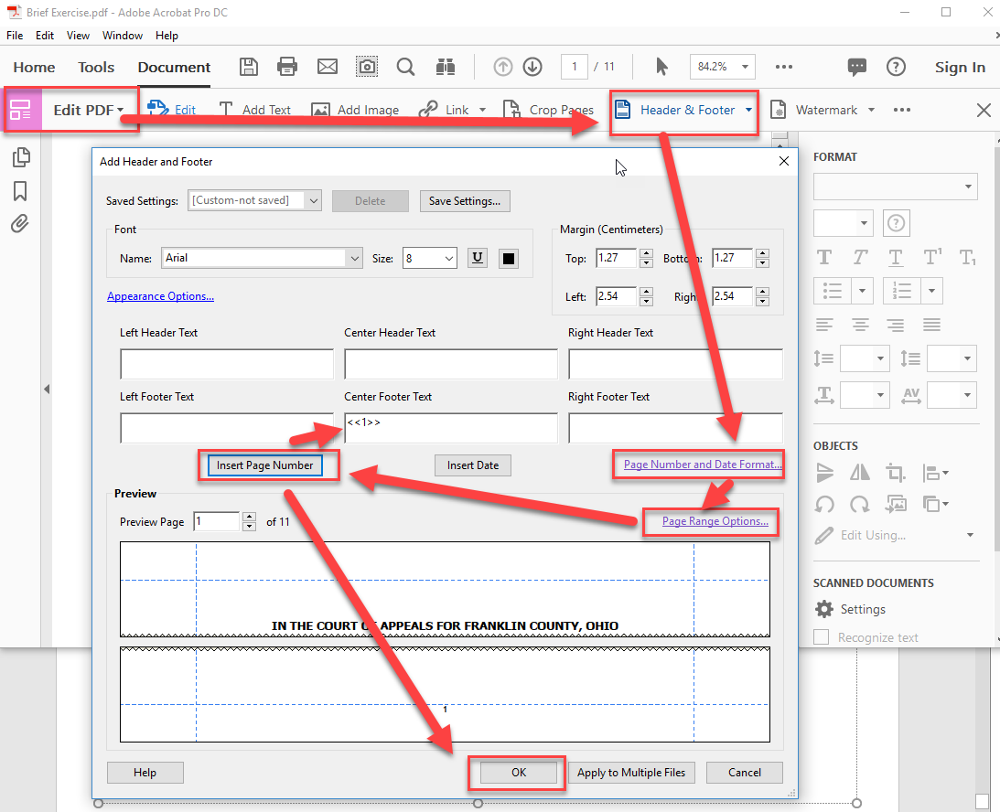 Brief Exercise.pdf - Adobe Acrobat Pro DC
File Edit View Window Help
Home Tools Document 1 / 11 84.2% Sign In
Edit PDF Edit Add Text Add Image Link Crop Pages Header & Footer Watermark
Add Header and Footer
Saved Settings: [Custom-not saved] Delete Save Settings...
Font
Name: Arial Size: 8 U
Margin (Centimeters)
Top: 1.27 Bottom: 1.27
Left: 2.54 Right: 2.54
Appearance Options...
Left Header Text Center Header Text Right Header Text
Left Footer Text Center Footer Text Right Footer Text
<<1>>
Insert Page Number Insert Date Page Number and Date Format...
Preview
Preview Page 1 of 11 Page Range Options...
IN THE COURT OF APPEALS FOR FRANKLIN COUNTY, OHIO
1
Help OK Apply to Multiple Files Cancel
FORMAT
T T T T1 T1
AV
OBJECTS
Edit Using...
SCANNED DOCUMENTS
Settings
Recognize text